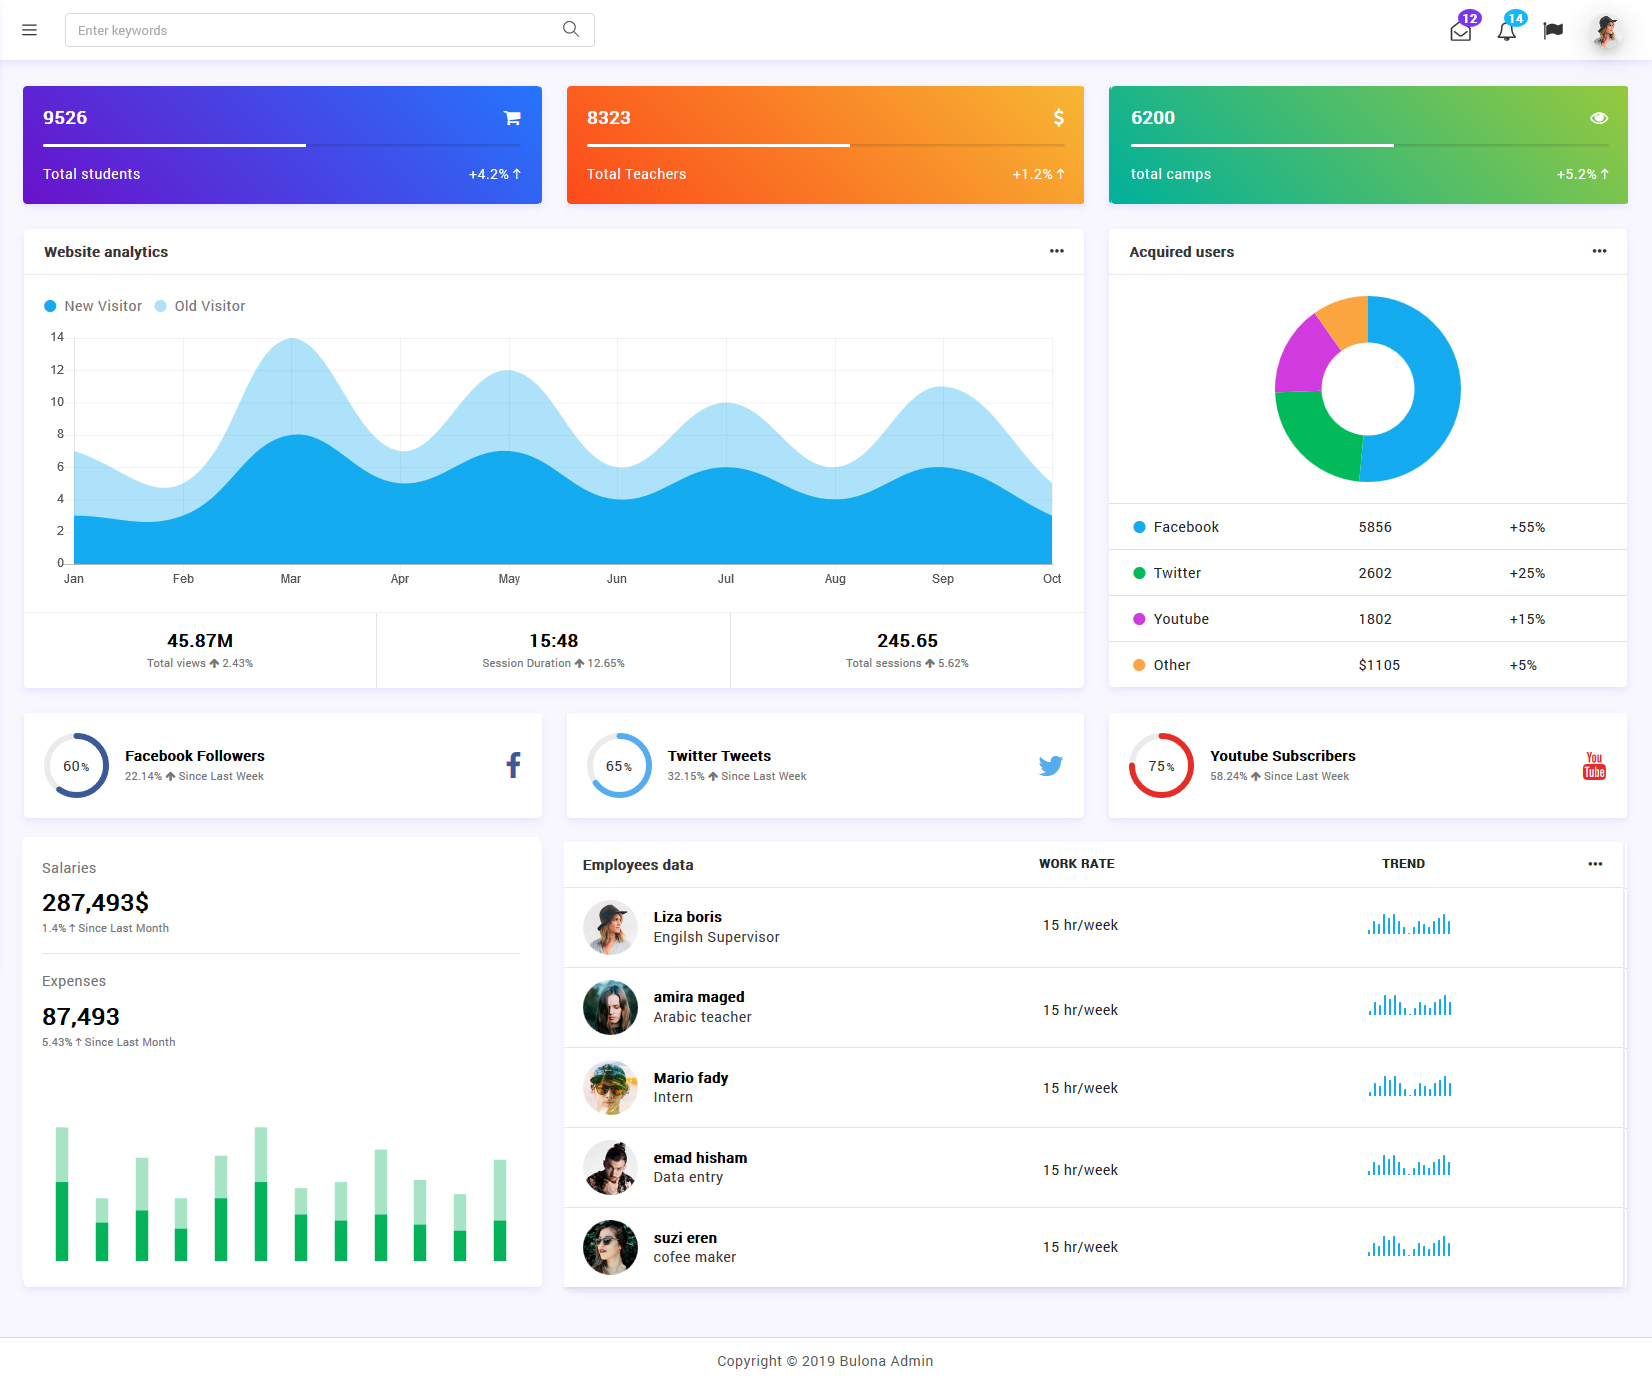 Enter keywords
12
14
9526
Total students
+4.2%↑
8323
$
Total Teachers
+1.2%↑
6200
total camps
+5.2%↑
Website analytics
New Visitor
Old Visitor
14
12
10
8
6
4
2
0
Jan Feb Mar Apr May Jun Jul Aug Sep Oct
45.87M
Total views ↑ 2.43%
15:48
Session Duration ↑ 12.65%
245.65
Total sessions ↑ 5.62%
Acquired users
Facebook 5856 +55%
Twitter 2602 +25%
Youtube 1802 +15%
Other $1105 +5%
60%
Facebook Followers
22.14% ↑ Since Last Week
65%
Twitter Tweets
32.15% ↑ Since Last Week
75%
Youtube Subscribers
58.24% ↑ Since Last Week
You
Tube
Salaries
287,493$
1.4% ↑ Since Last Month
Expenses
87,493
5.43% ↑ Since Last Month
Employees data WORK RATE TREND
Liza boris
Engilsh Supervisor
15 hr/week
amira maged
Arabic teacher
15 hr/week
Mario fady
Intern
15 hr/week
emad hisham
Data entry
15 hr/week
suzi eren
cofee maker
15 hr/week
Copyright © 2019 Bulona Admin